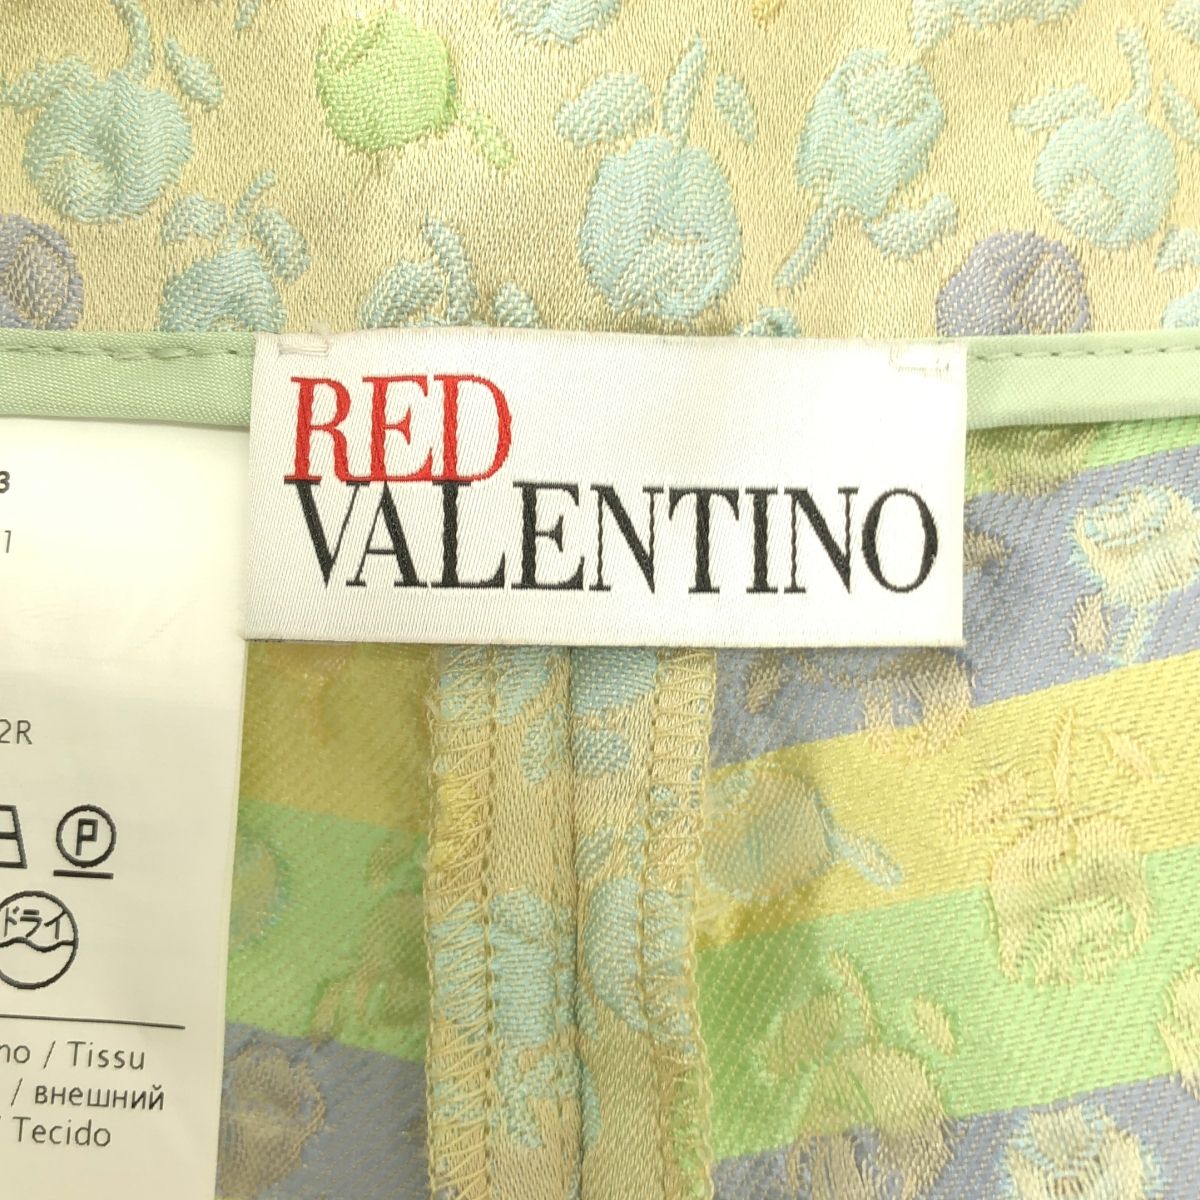 RED
VALENTINO
3
1
2R
P
ドライ
no / Tissu
/ внешний
/ Tecido